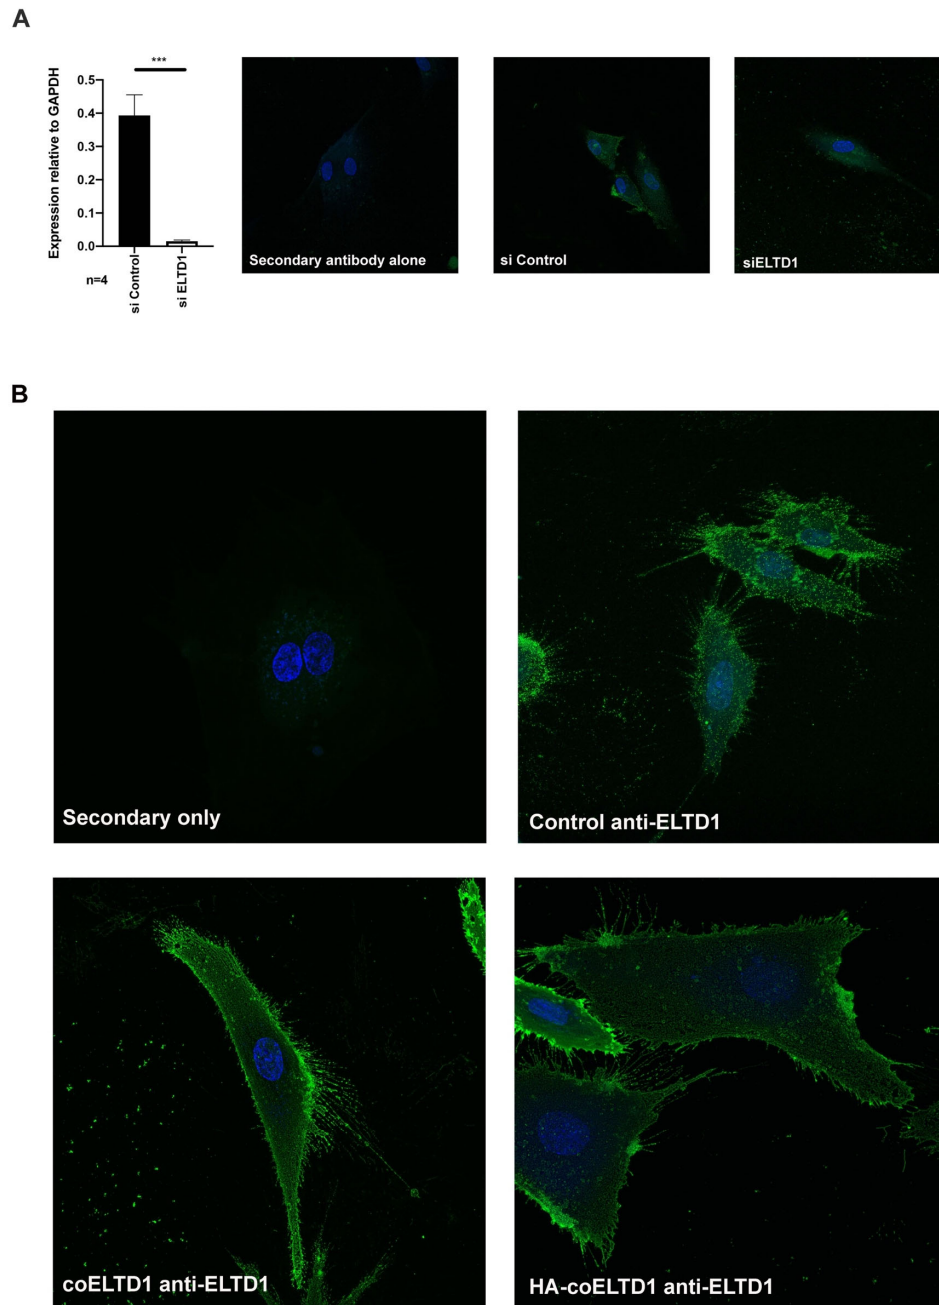 A
Expression relative to GAPDH
0.5
0.4
0.3
0.2
0.1
0.0
***
n=4
si Control
si ELTD1
Secondary antibody alone
si Control
siELTD1
B
Secondary only
Control anti-ELTD1
coELTD1 anti-ELTD1
HA-coELTD1 anti-ELTD1